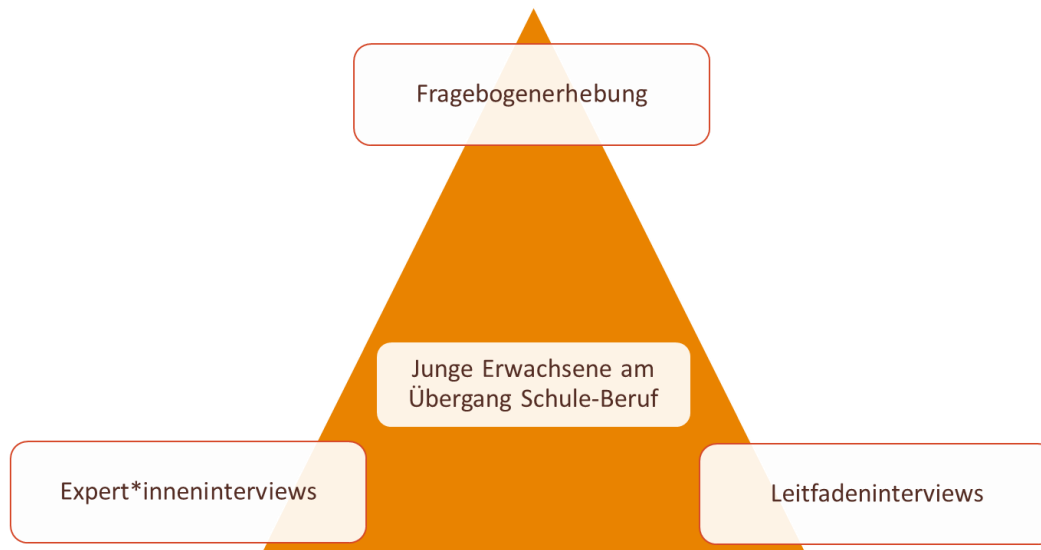 Fragebogenerhebung
Junge Erwachsene am
Übergang Schule-Beruf
Expert*inneninterviews
Leitfadeninterviews